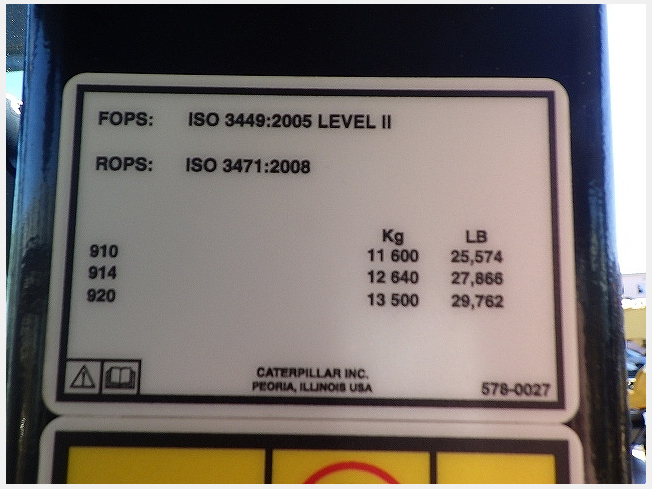 FOPS: ISO 3449:2005 LEVEL II
ROPS: ISO 3471:2008
Kg LB
910 11 600 25,574
914 12 640 27,866
920 13 500 29,762
CATERPILLAR INC.
PEORIA, ILLINOIS USA
578-0027